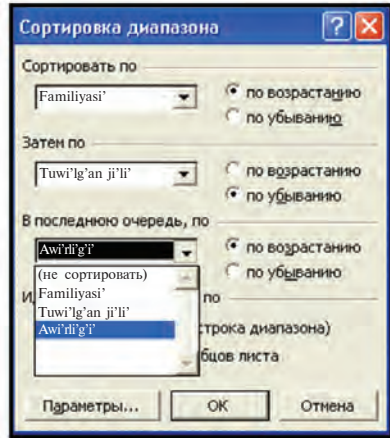 Сортировка диапазона
Сортировать по
Familiyasi’
по возрастанию
по убыванию
Затем по
Tuwi’lg’an ji’li’
по возрастанию
по убыванию
В последнюю очередь, по
Awi’rli’g’i’
по возрастанию
по убыванию
(не сортировать)
Familiyasi’
Tuwi’lg’an ji’li’
Awi’rli’g’i’
по
строка диапазона)
бцов листа
Параметры...
ОК
Отмена